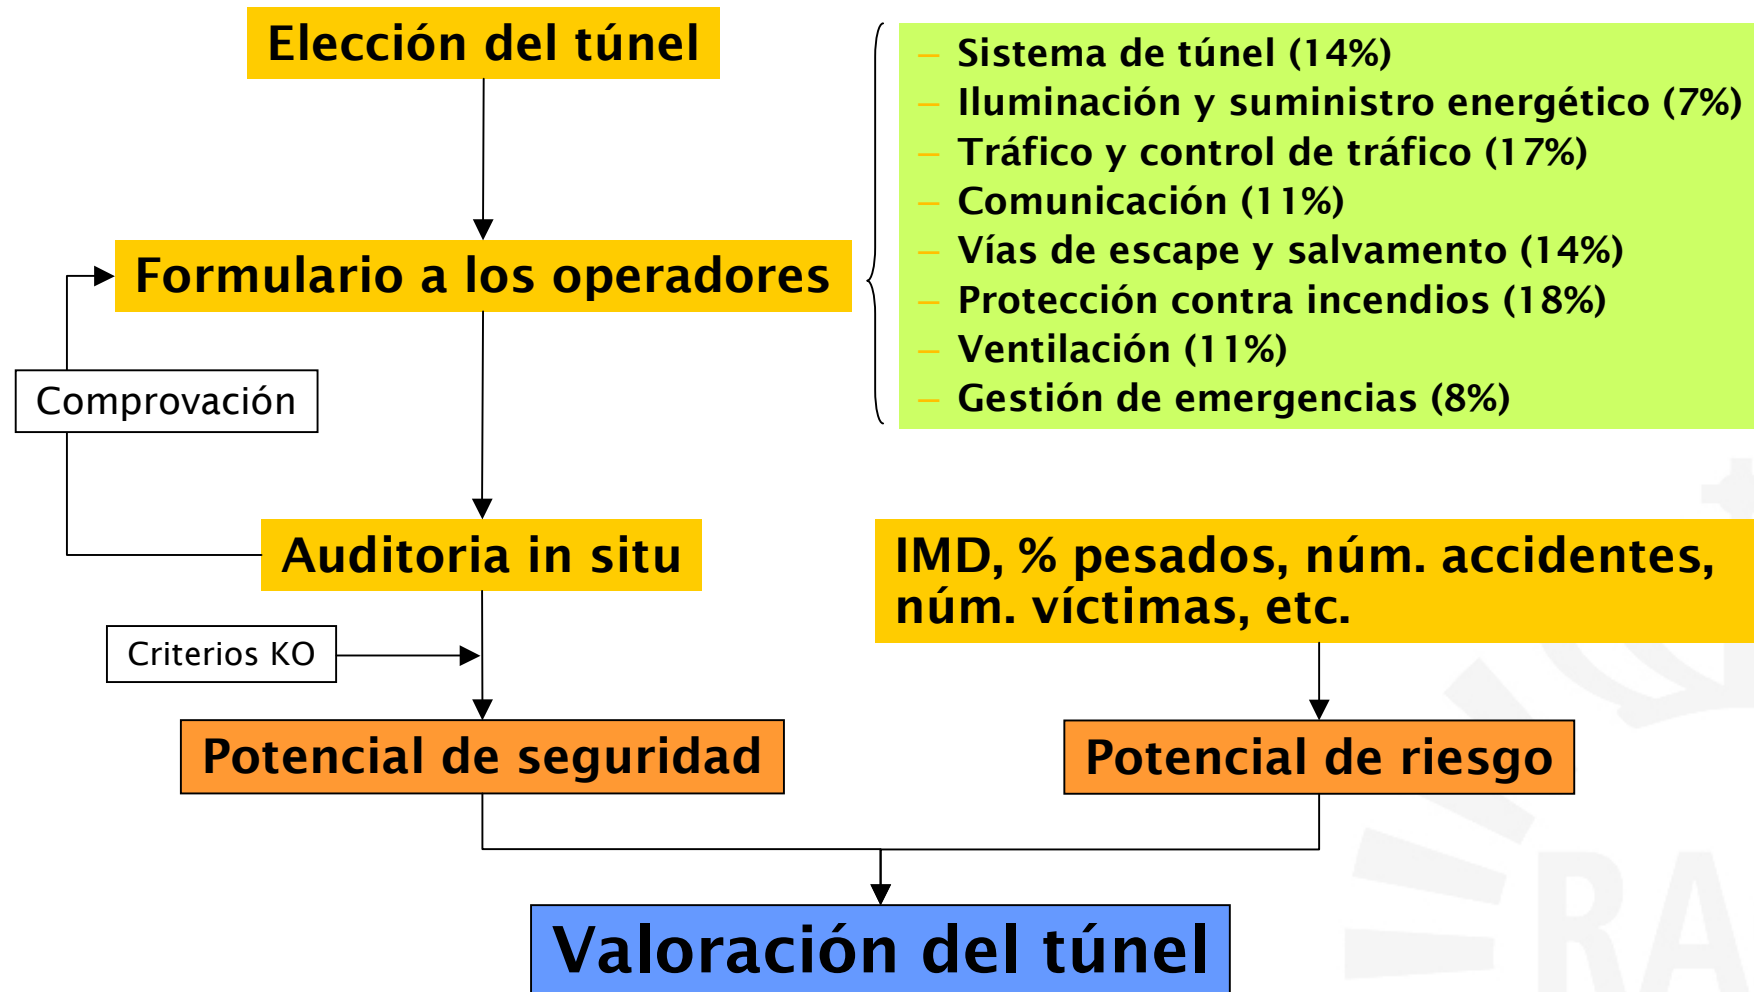 Elección del túnel
– Sistema de túnel (14%)
– Iluminación y suministro energético (7%)
– Tráfico y control de tráfico (17%)
– Comunicación (11%)
– Vías de escape y salvamento (14%)
– Protección contra incendios (18%)
– Ventilación (11%)
– Gestión de emergencias (8%)
Formulario a los operadores
Comprovación
Auditoria in situ
IMD, % pesados, núm. accidentes,
núm. víctimas, etc.
Criterios KO
Potencial de seguridad
Potencial de riesgo
Valoración del túnel
RA